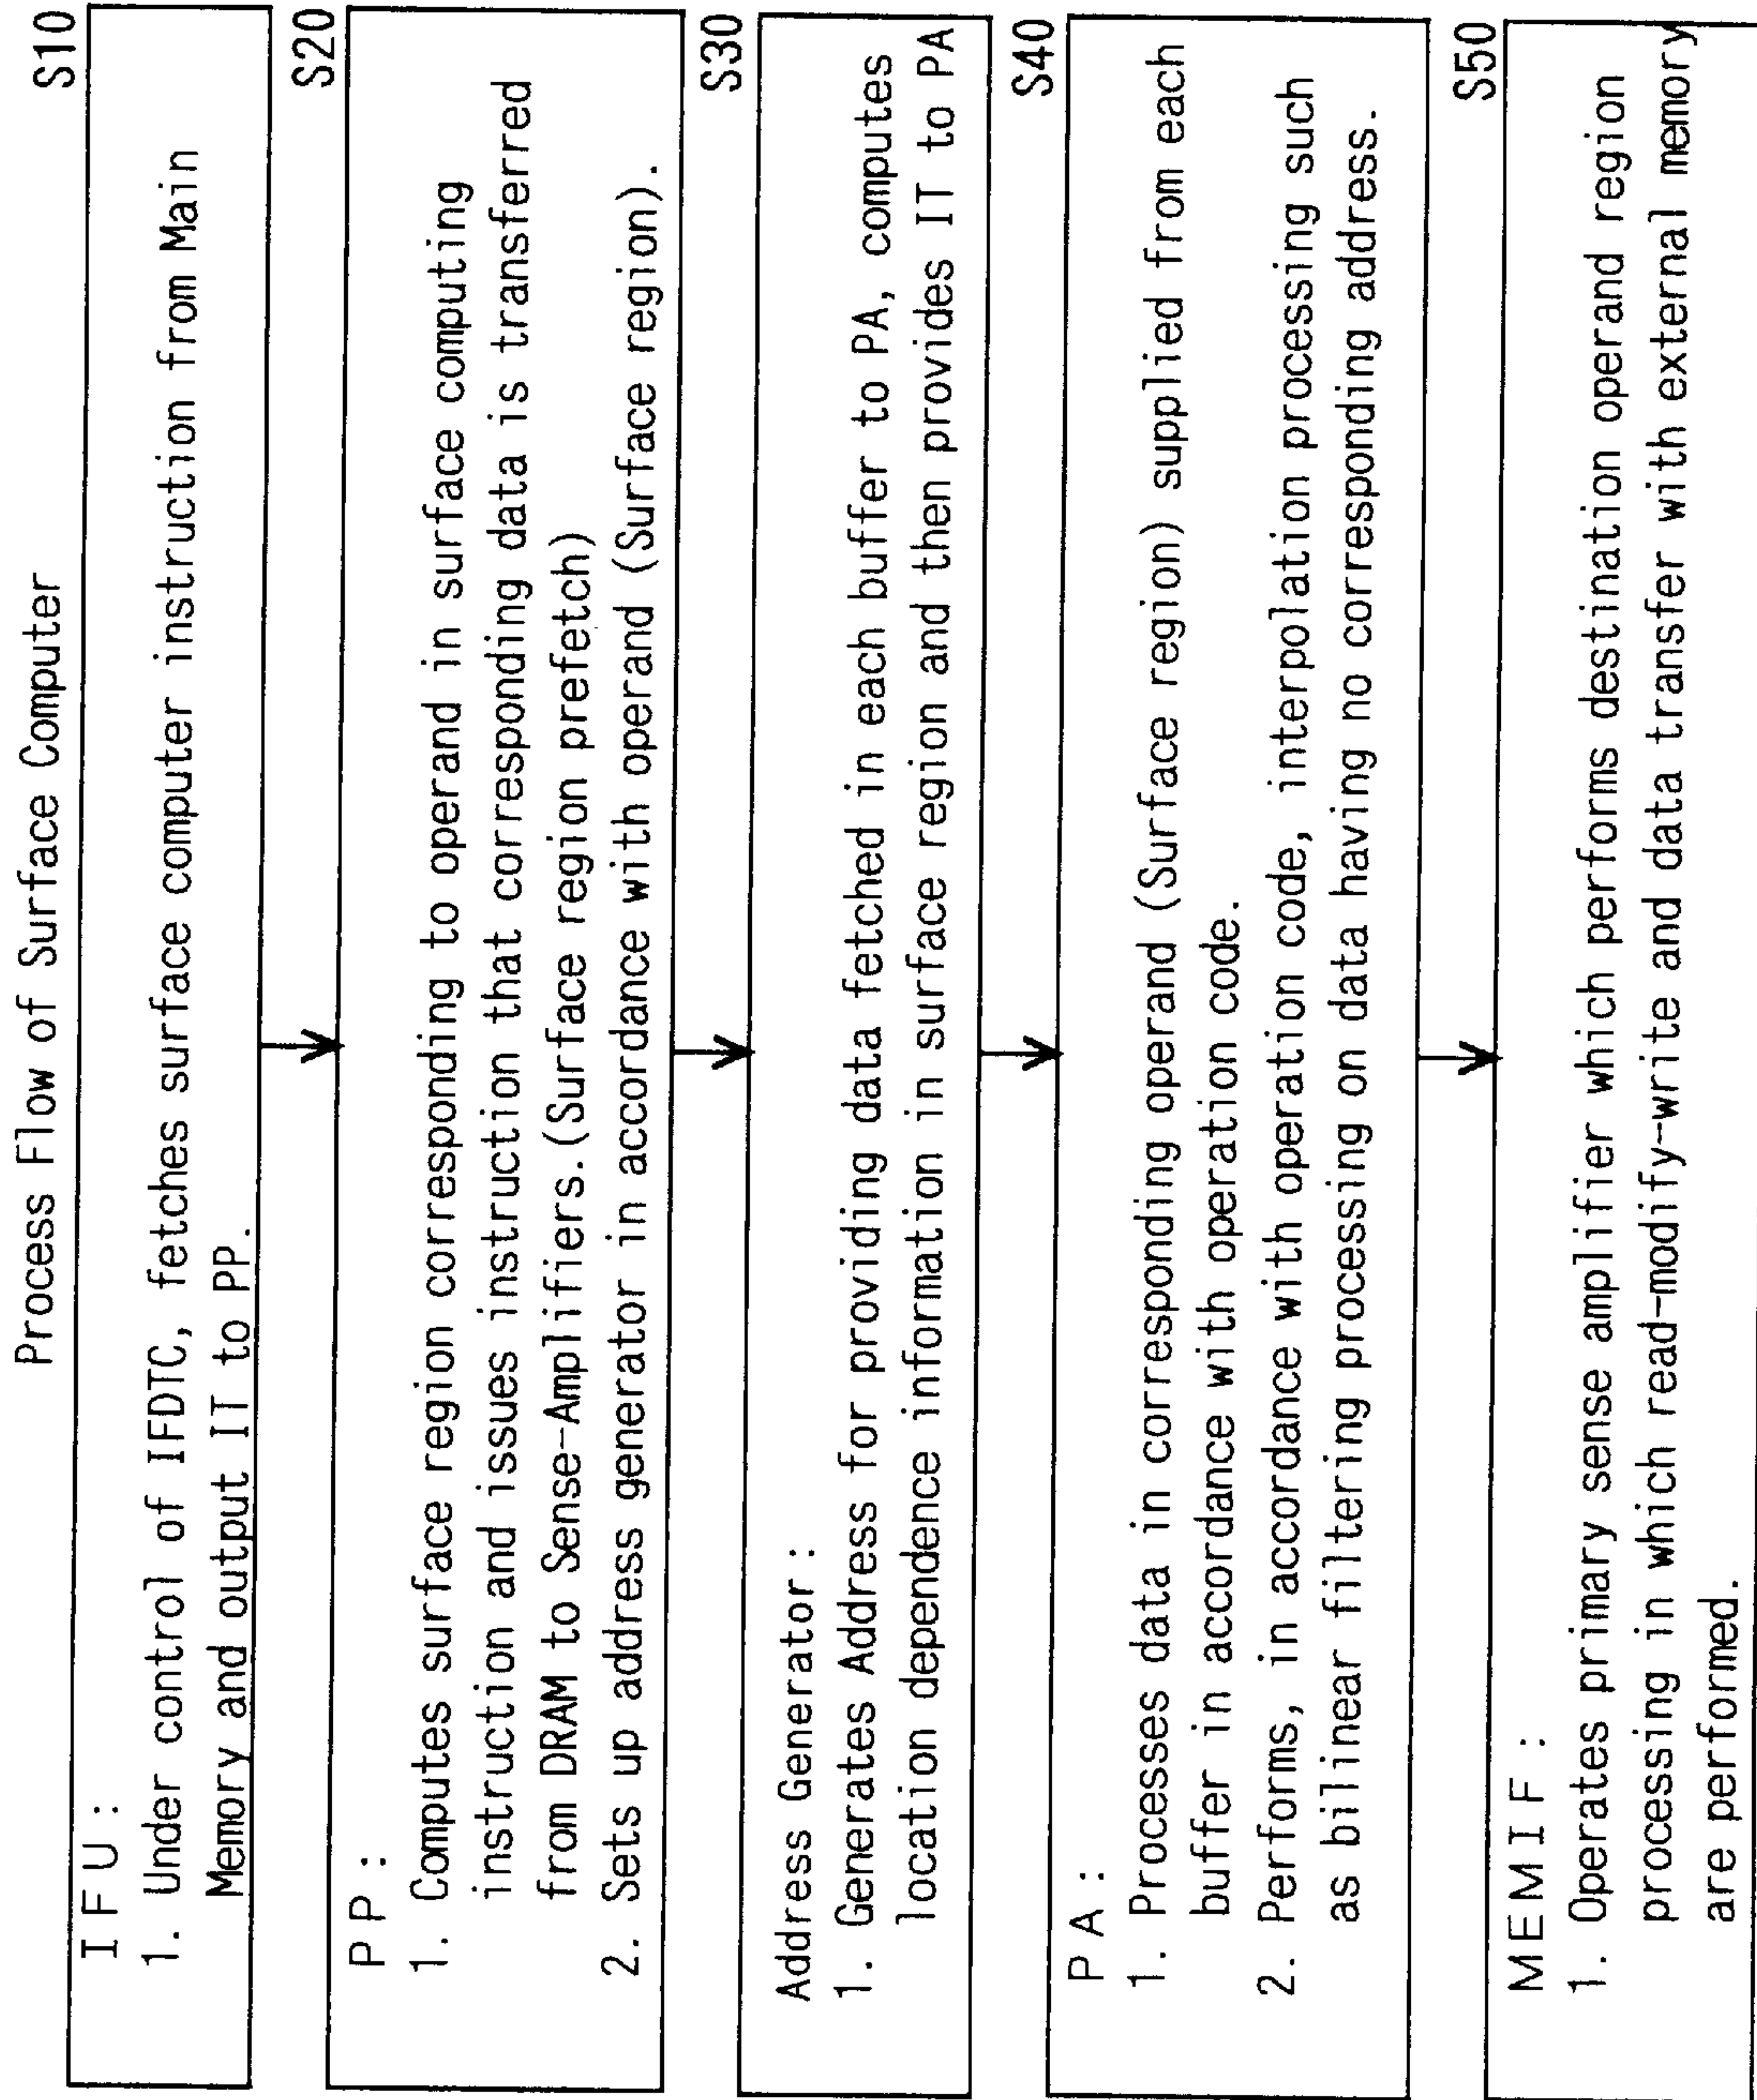 Process Flow of Surface Computer
S10
IFU:
1. Under control of IFDTC, fetches surface computer instruction from Main
Memory and output IT to PP.
S20
PP:
1. Computes surface region corresponding to operand in surface computing
instruction and issues instruction that corresponding data is transferred
from DRAM to Sense-Amplifiers.(Surface region prefetch)
2. Sets up address generator in accordance with operand (Surface region).
S30
Address Generator:
1. Generates Address for providing data fetched in each buffer to PA, computes
location dependence information in surface region and then provides IT to PA
S40
PA:
1. Processes data in corresponding operand (Surface region) supplied from each
buffer in accordance with operation code.
2. Performs, in accordance with operation code, interpolation processing such
as bilinear filtering processing on data having no corresponding address.
S50
MEMIF:
1. Operates primary sense amplifier which performs destination operand region
processing in which read-modify-write and data transfer with external memory
are performed.